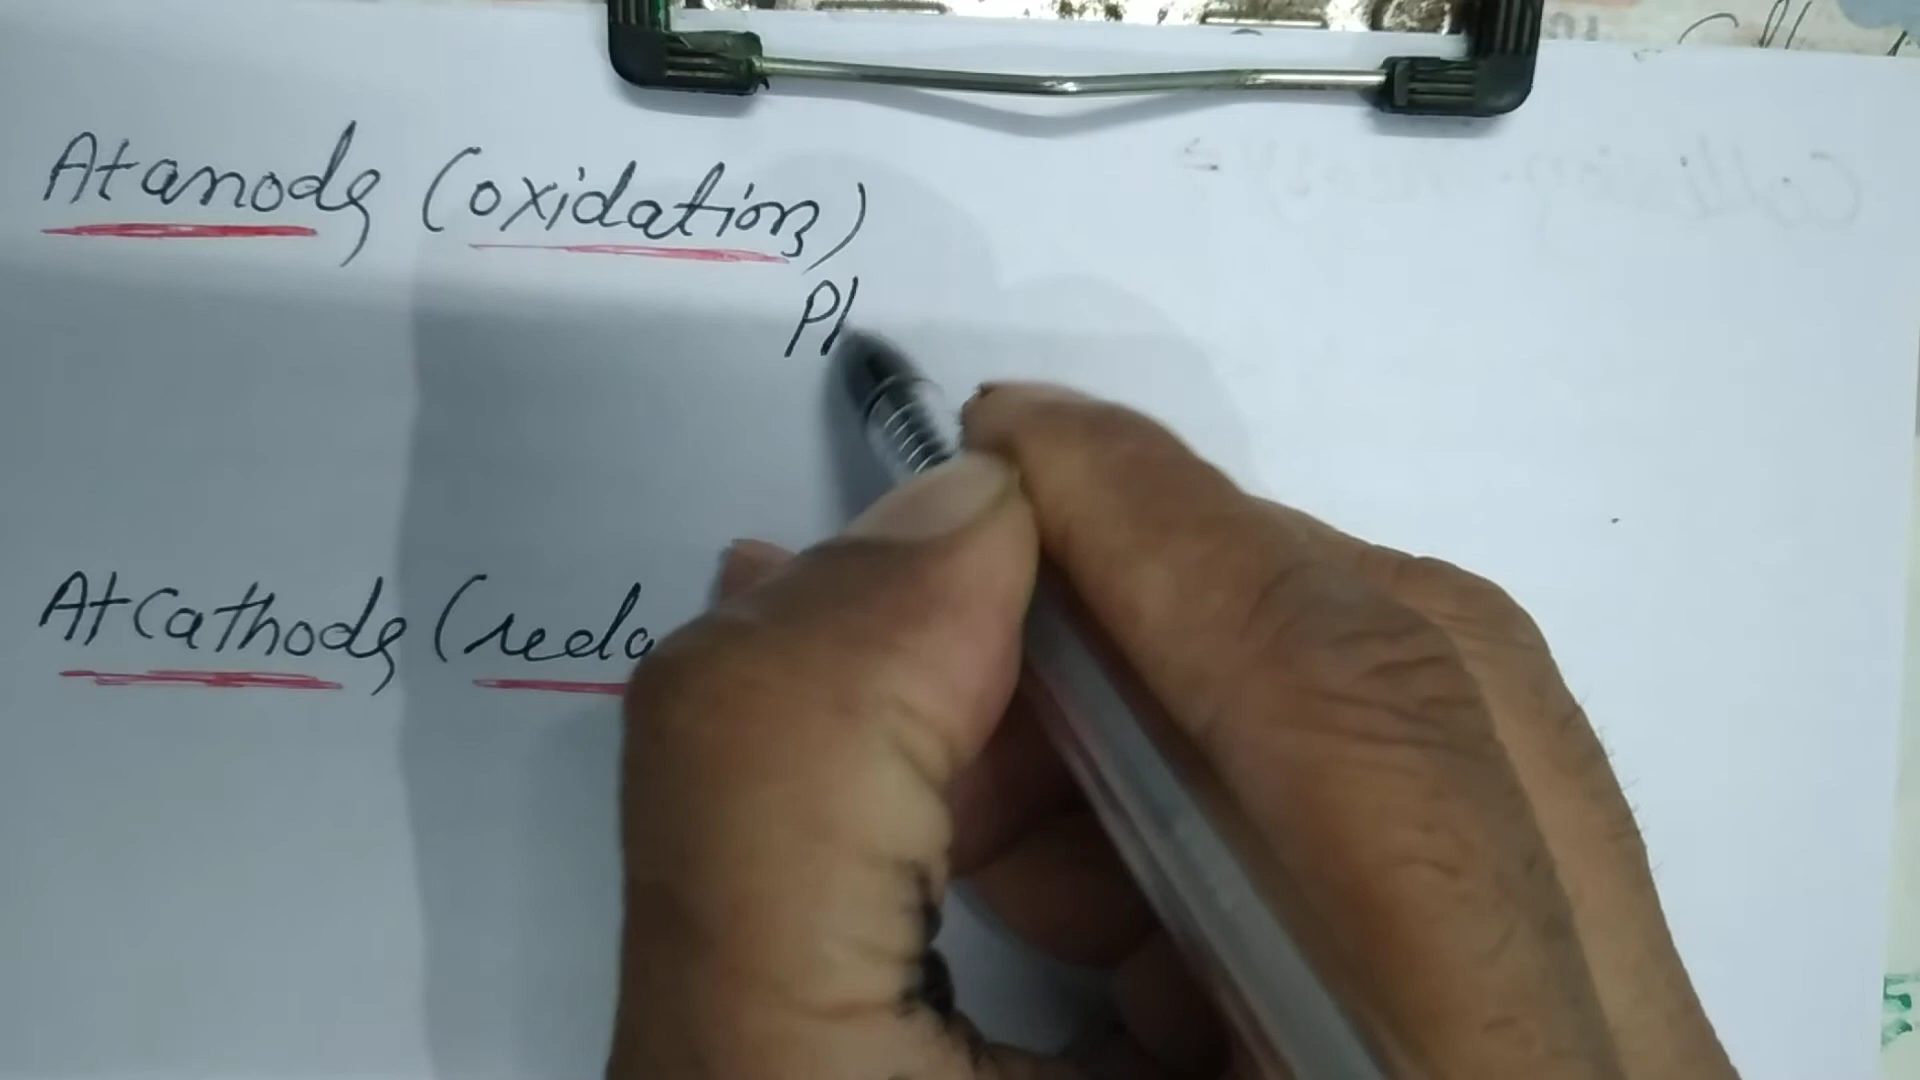 At anode (oxidation)
Pl
At Cathode (redu